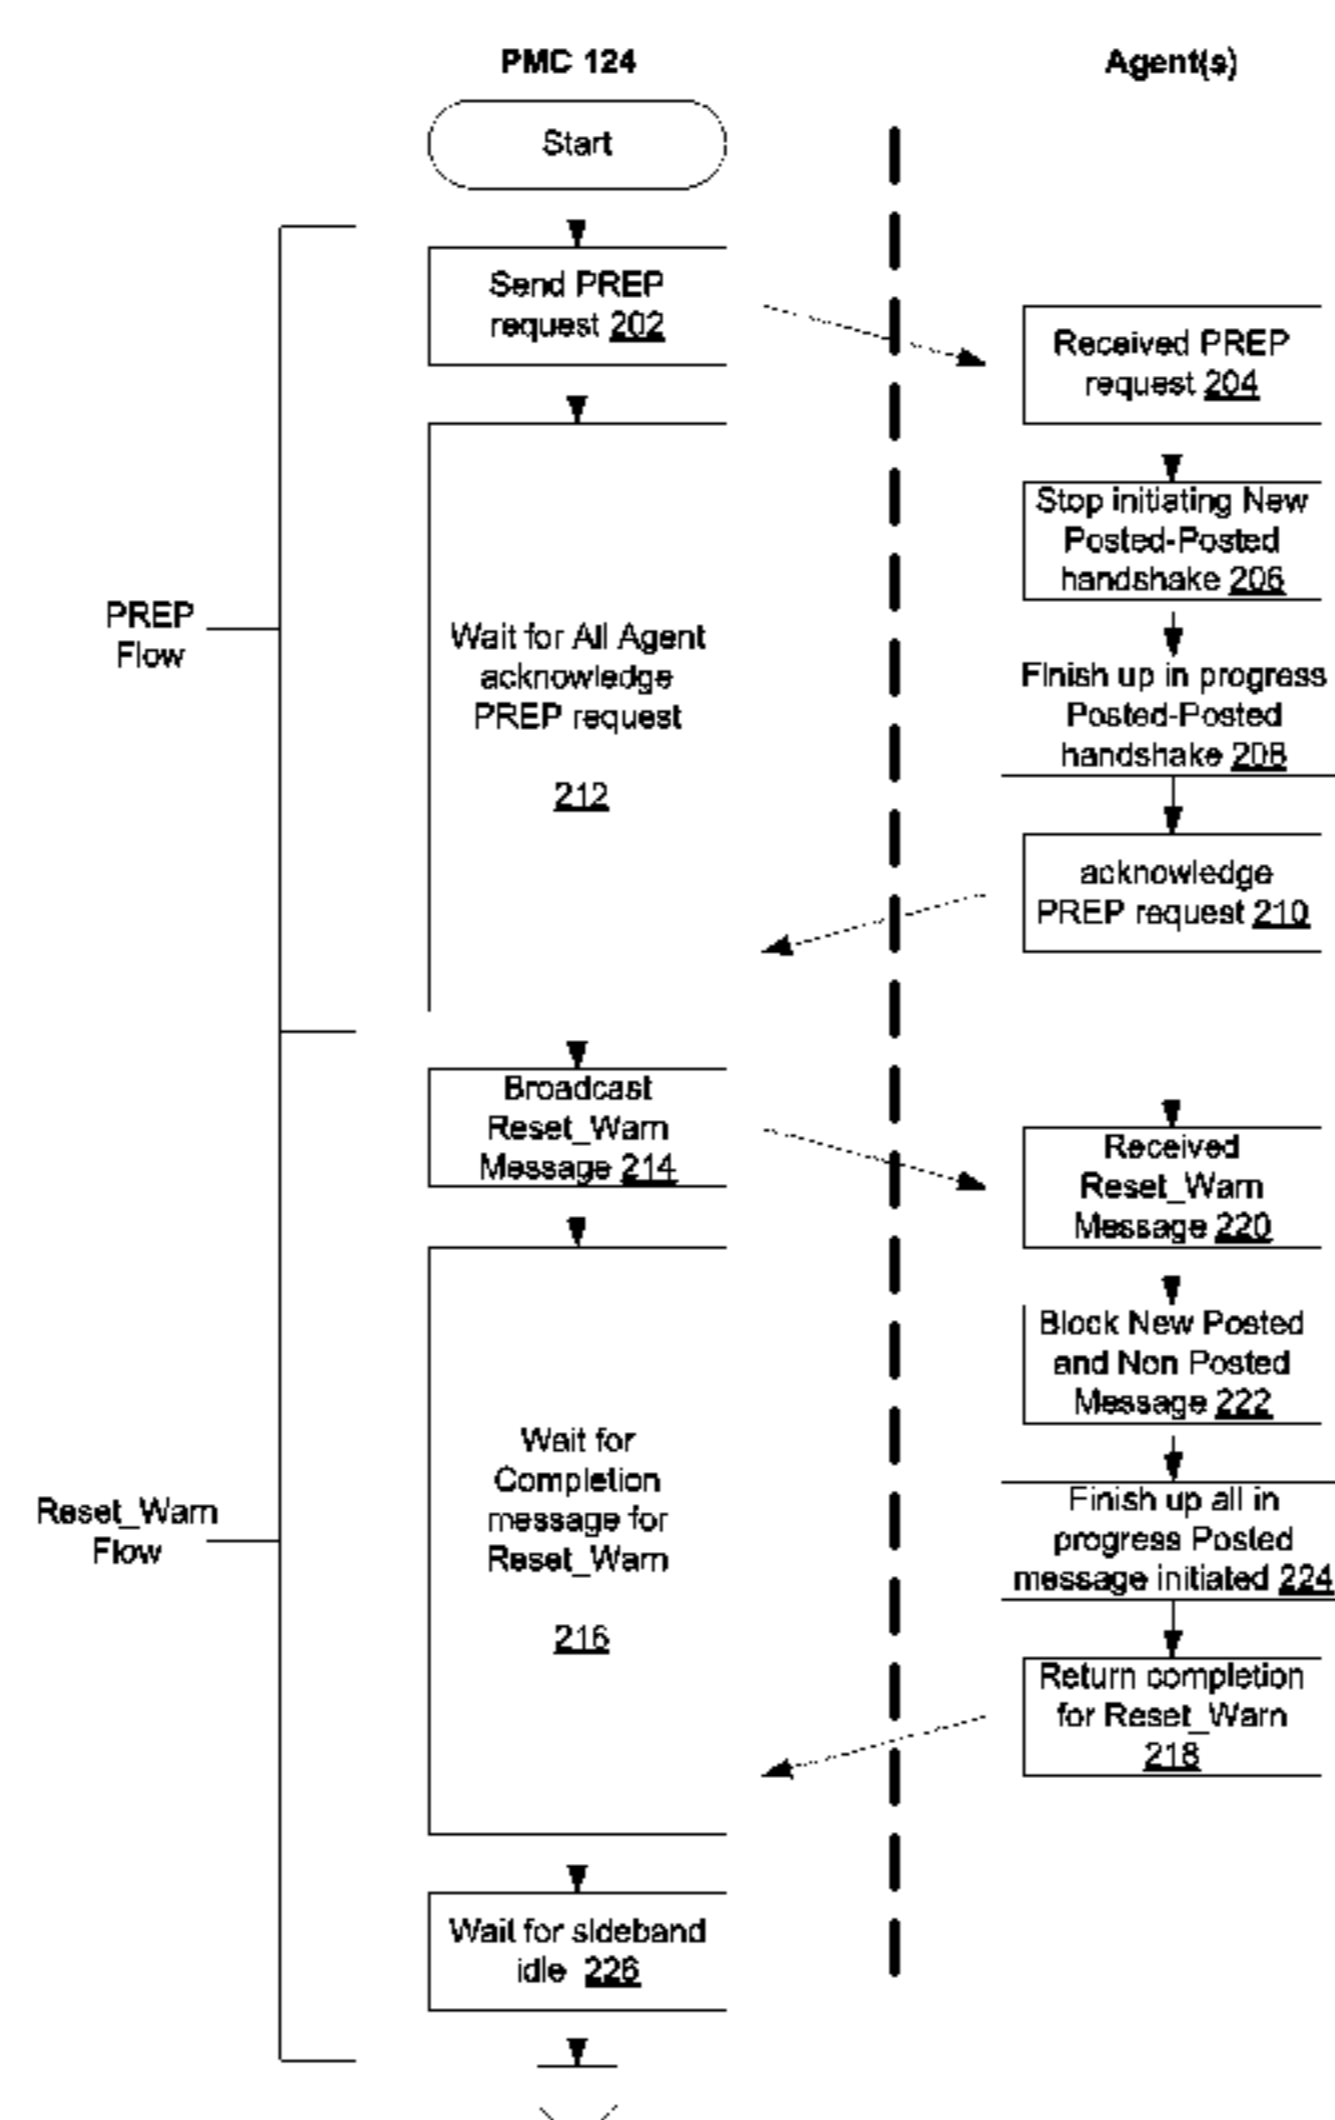 PMC 124
Agent(s)
Start
Send PREP
request 202
Received PREP
request 204
Stop initiating New
Posted-Posted
handshake 206
PREP
Flow
Wait for All Agent
acknowledge
PREP request
212
Finish up in progress
Posted-Posted
handshake 208
acknowledge
PREP request 210
Broadcast
Reset_Warn
Message 214
Received
Reset_Warn
Message 220
Block New Posted
and Non Posted
Message 222
Reset_Warn
Flow
Wait for
Completion
message for
Reset_Warn
216
Finish up all in
progress Posted
message initiated 224
Return completion
for Reset_Warn
218
Wait for sideband
idle 226